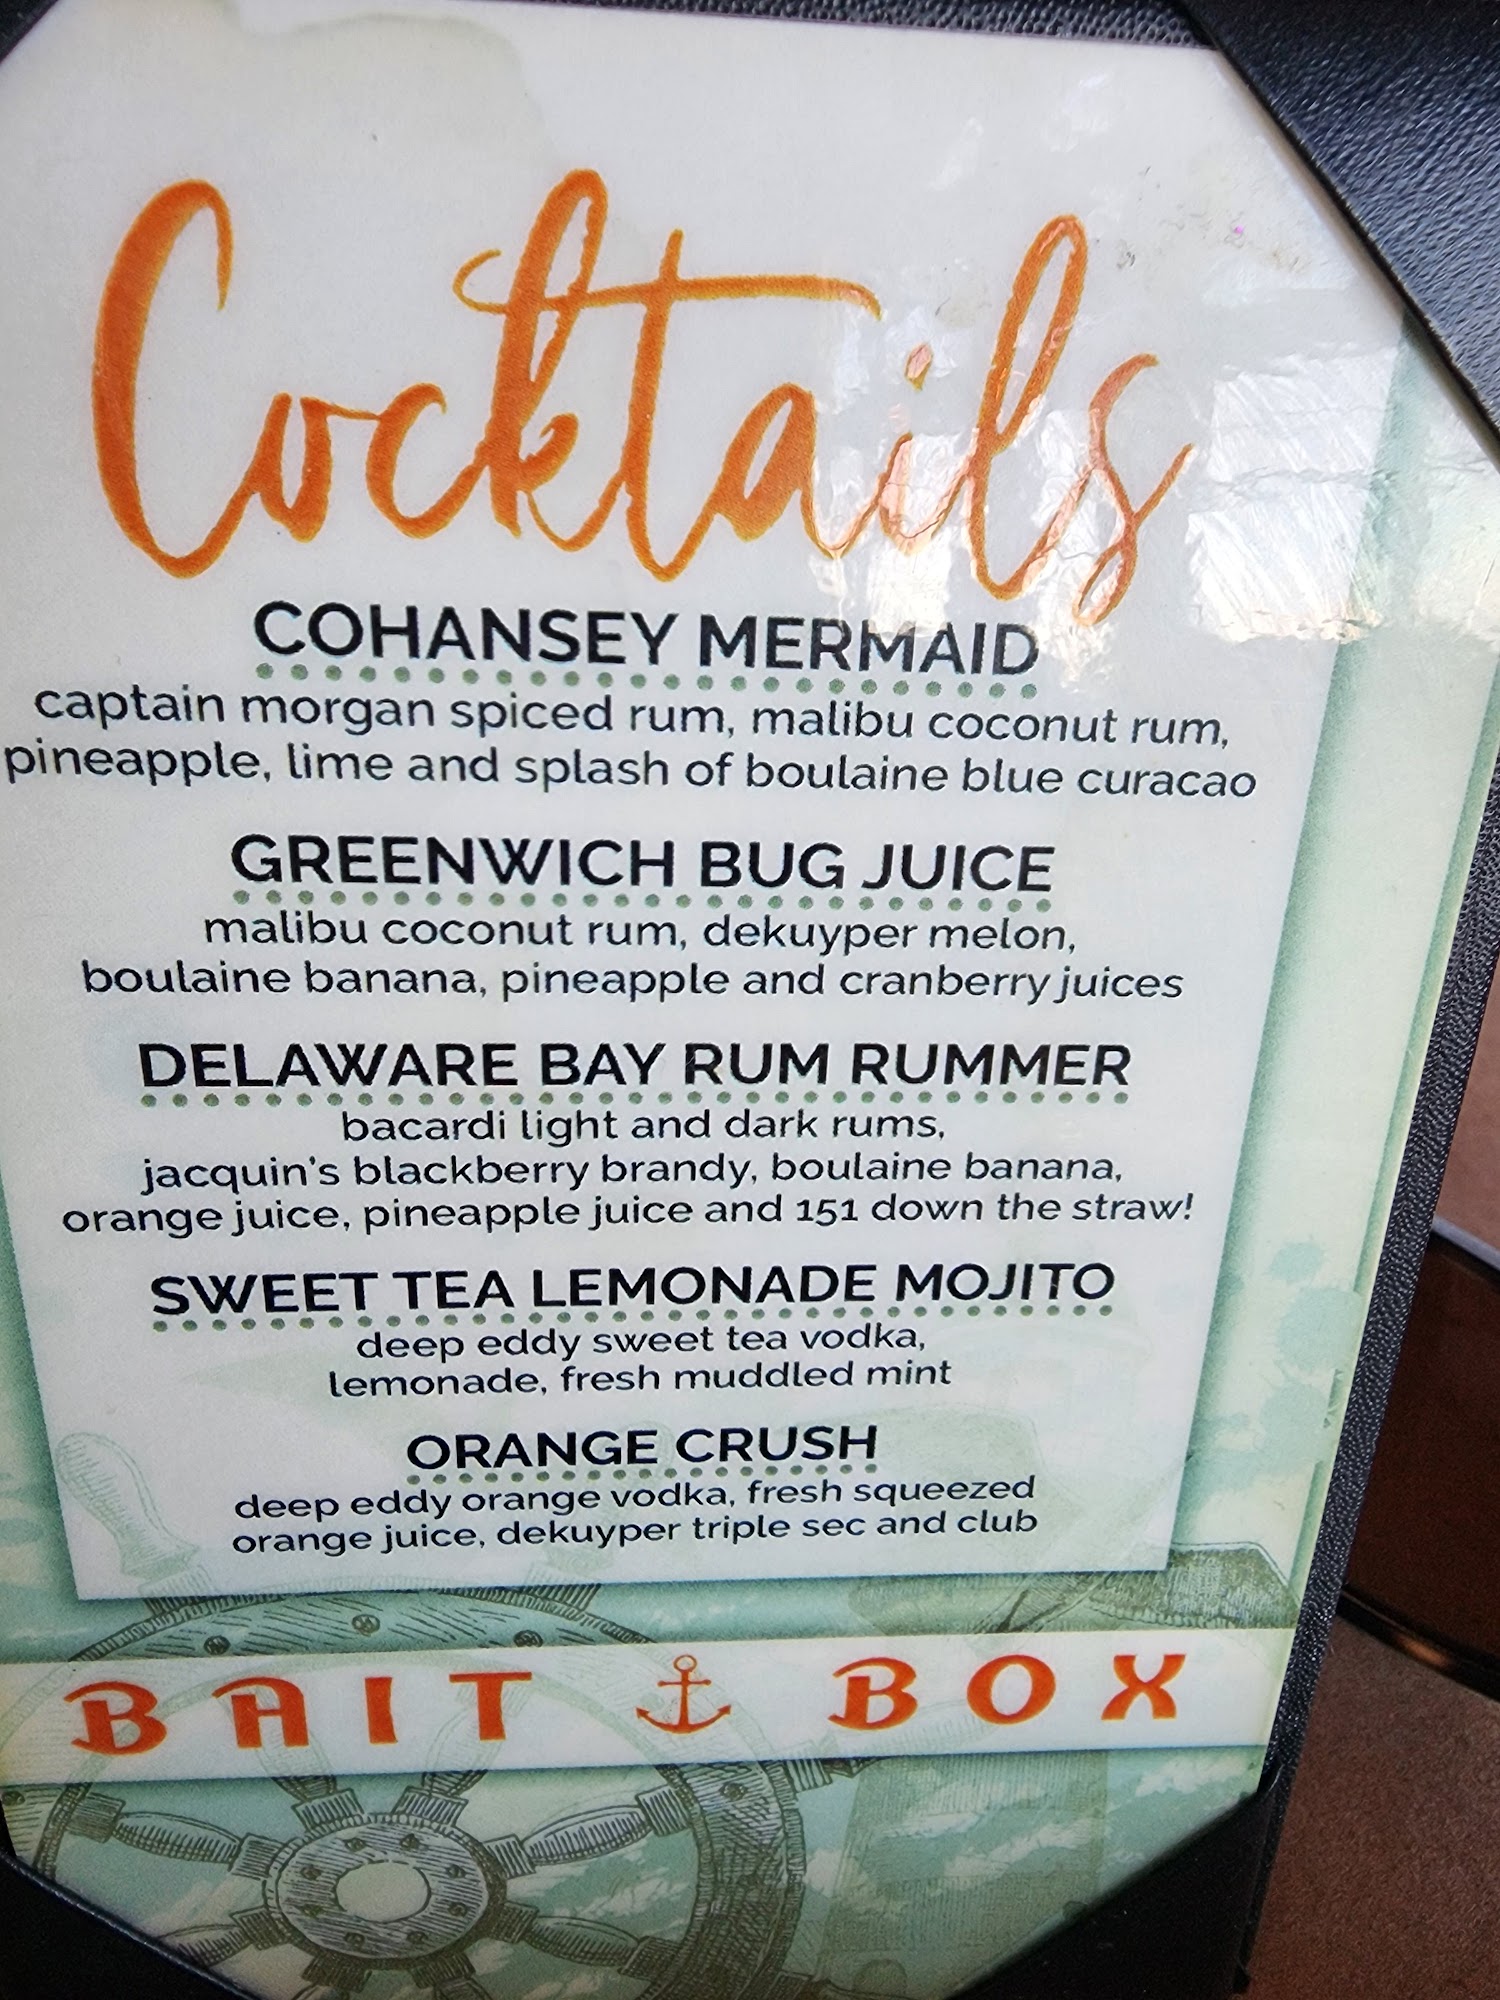 Cocktails
COHANSEY MERMAID
captain morgan spiced rum, malibu coconut rum,
pineapple, lime and splash of boulaine blue curacao
GREENWICH BUG JUICE
malibu coconut rum, dekuyper melon,
boulaine banana, pineapple and cranberry juices
DELAWARE BAY RUM RUMMER
bacardi light and dark rums,
jacquin's blackberry brandy, boulaine banana,
orange juice, pineapple juice and 151 down the straw!
SWEET TEA LEMONADE MOJITO
deep eddy sweet tea vodka,
lemonade, fresh muddled mint
ORANGE CRUSH
deep eddy orange vodka, fresh squeezed
orange juice, dekuyper triple sec and club
BAIT BOX